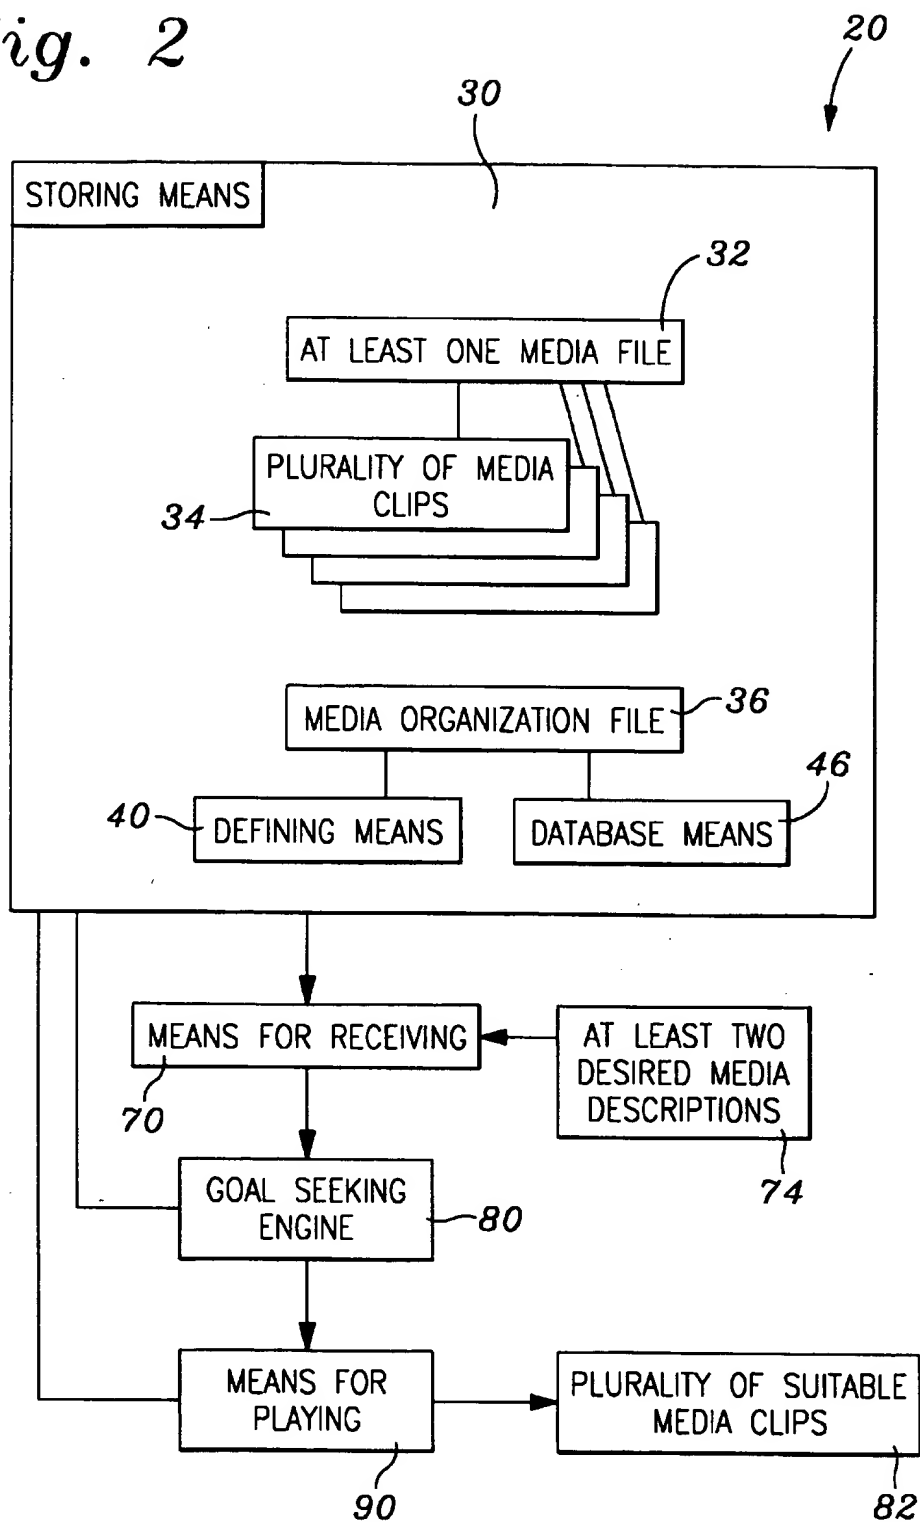 ig. 2
20
30
STORING MEANS
32
AT LEAST ONE MEDIA FILE
PLURALITY OF MEDIA
CLIPS
34
MEDIA ORGANIZATION FILE
36
46
40
DEFINING MEANS
DATABASE MEANS
MEANS FOR RECEIVING
70
AT LEAST TWO
DESIRED MEDIA
DESCRIPTIONS
74
GOAL SEEKING
ENGINE
80
MEANS FOR
PLAYING
90
PLURALITY OF SUITABLE
MEDIA CLIPS
82